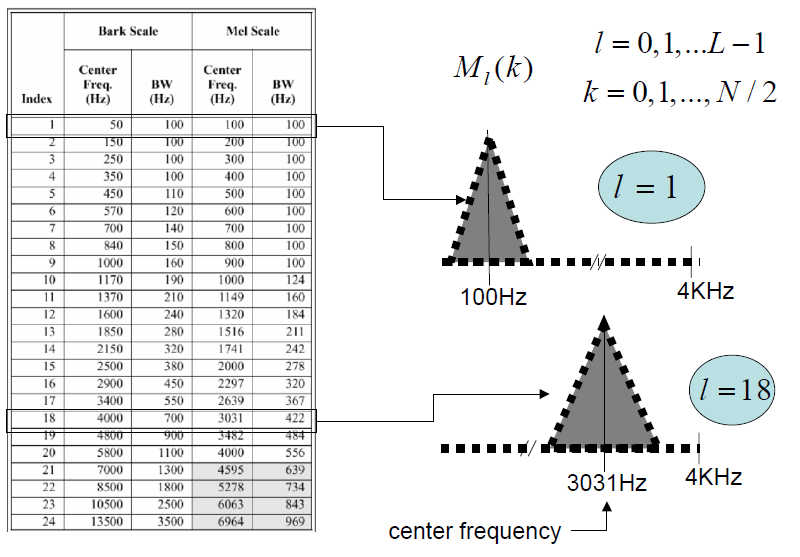 Bark Scale Mel Scale
Index Center Freq. (Hz) BW (Hz) Center Freq. (Hz) BW (Hz)
1 50 100 100 100
2 150 100 200 100
3 250 100 300 100
4 350 100 400 100
5 450 110 500 100
6 570 120 600 100
7 700 140 700 100
8 840 150 800 100
9 1000 160 900 100
10 1170 190 1000 124
11 1370 210 1149 160
12 1600 240 1320 184
13 1850 280 1516 211
14 2150 320 1741 242
15 2500 380 2000 278
16 2900 450 2297 320
17 3400 550 2639 367
18 4000 700 3031 422
19 4800 900 3482 484
20 5800 1100 4000 556
21 7000 1300 4595 639
22 8500 1800 5278 734
23 10500 2500 6063 843
24 13500 3500 6964 969
M_l(k)
l = 0,1,...L−1
k = 0,1,...,N / 2
l = 1
100Hz 4KHz
l = 18
3031Hz 4KHz
center frequency